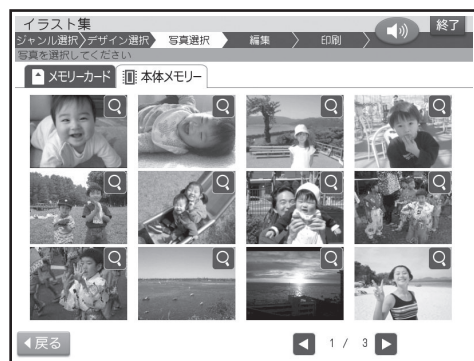 イラスト集
終了
ジャンル選択〉デザイン選択 写真選択 編集 印刷
写真を選択してください
メモリーカード 本体メモリー
戻る 1 / 3